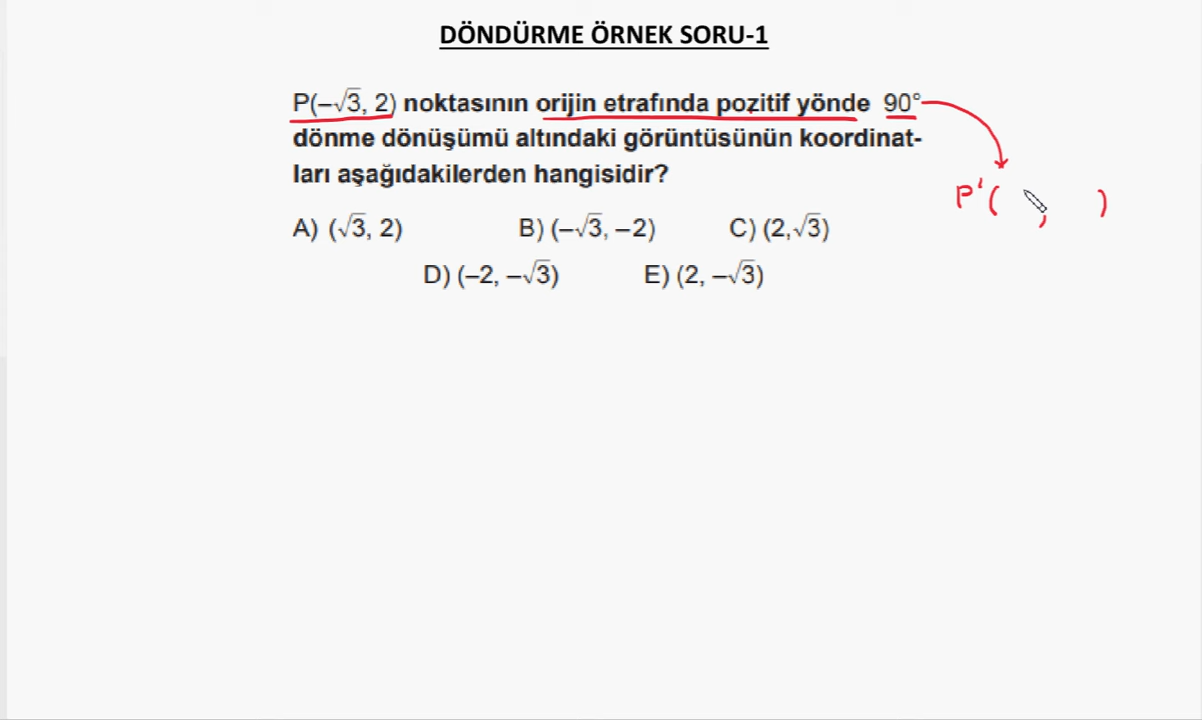 DÖNDÜRME ÖRNEK SORU-1
P(–√3, 2) noktasının orijin etrafında pozitif yönde 90°
dönme dönüşümü altındaki görüntüsünün koordinat-
ları aşağıdakilerden hangisidir?
P'( , )
A) (√3, 2) B) (–√3, –2) C) (2,√3)
D) (–2, –√3) E) (2, –√3)